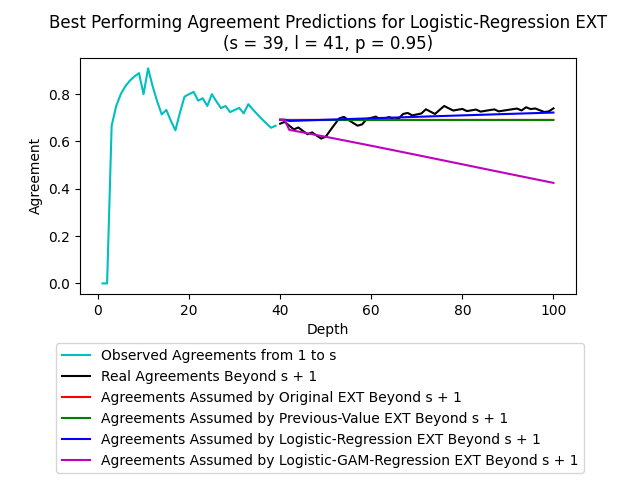 Best Performing Agreement Predictions for Logistic-Regression EXT
(s = 39, l = 41, p = 0.95)
Agreement
0.8
0.6
0.4
0.2
0.0
0 20 40 60 80 100
Depth
Observed Agreements from 1 to s
Real Agreements Beyond s + 1
Agreements Assumed by Original EXT Beyond s + 1
Agreements Assumed by Previous-Value EXT Beyond s + 1
Agreements Assumed by Logistic-Regression EXT Beyond s + 1
Agreements Assumed by Logistic-GAM-Regression EXT Beyond s + 1